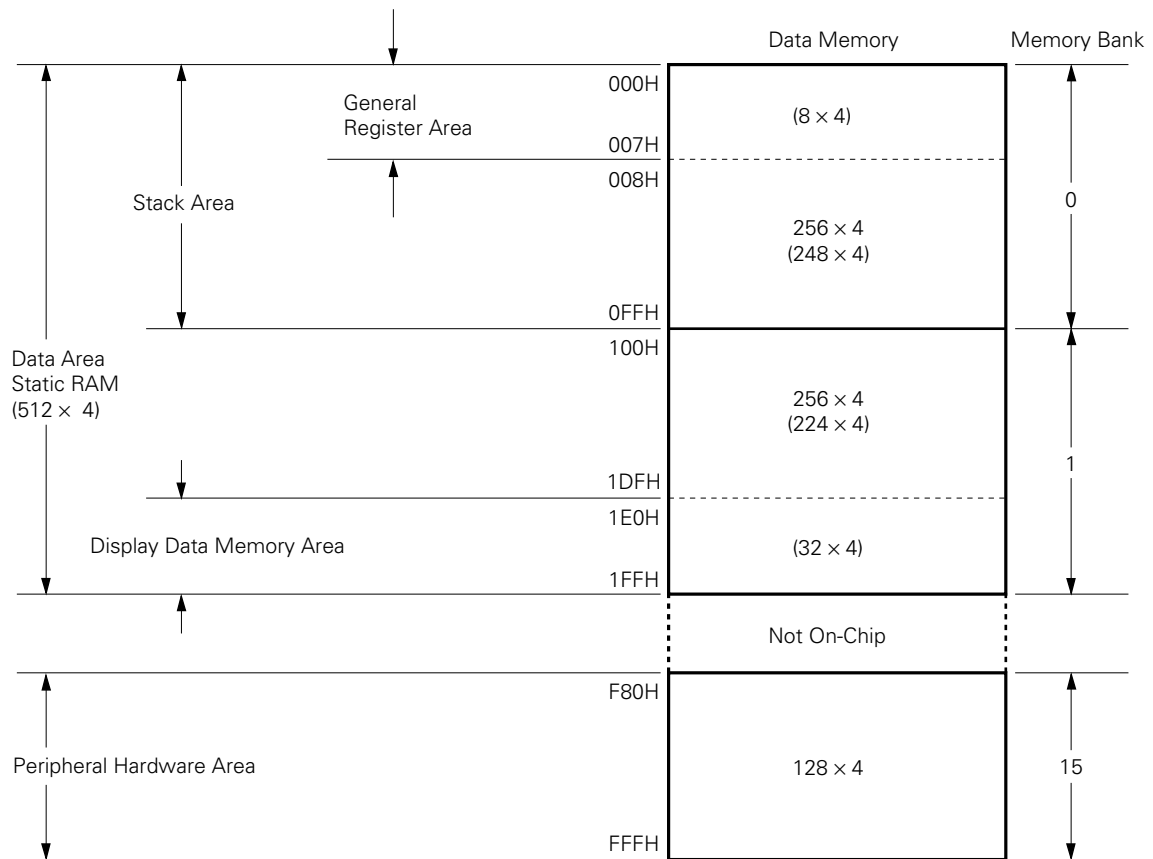 Data Memory
Memory Bank
000H
General
Register Area
(8 × 4)
007H
008H
Stack Area
0
256 × 4
(248 × 4)
0FFH
100H
Data Area
Static RAM
(512 × 4)
256 × 4
(224 × 4)
1
1DFH
1E0H
Display Data Memory Area
(32 × 4)
1FFH
Not On-Chip
F80H
Peripheral Hardware Area
128 × 4
15
FFFH